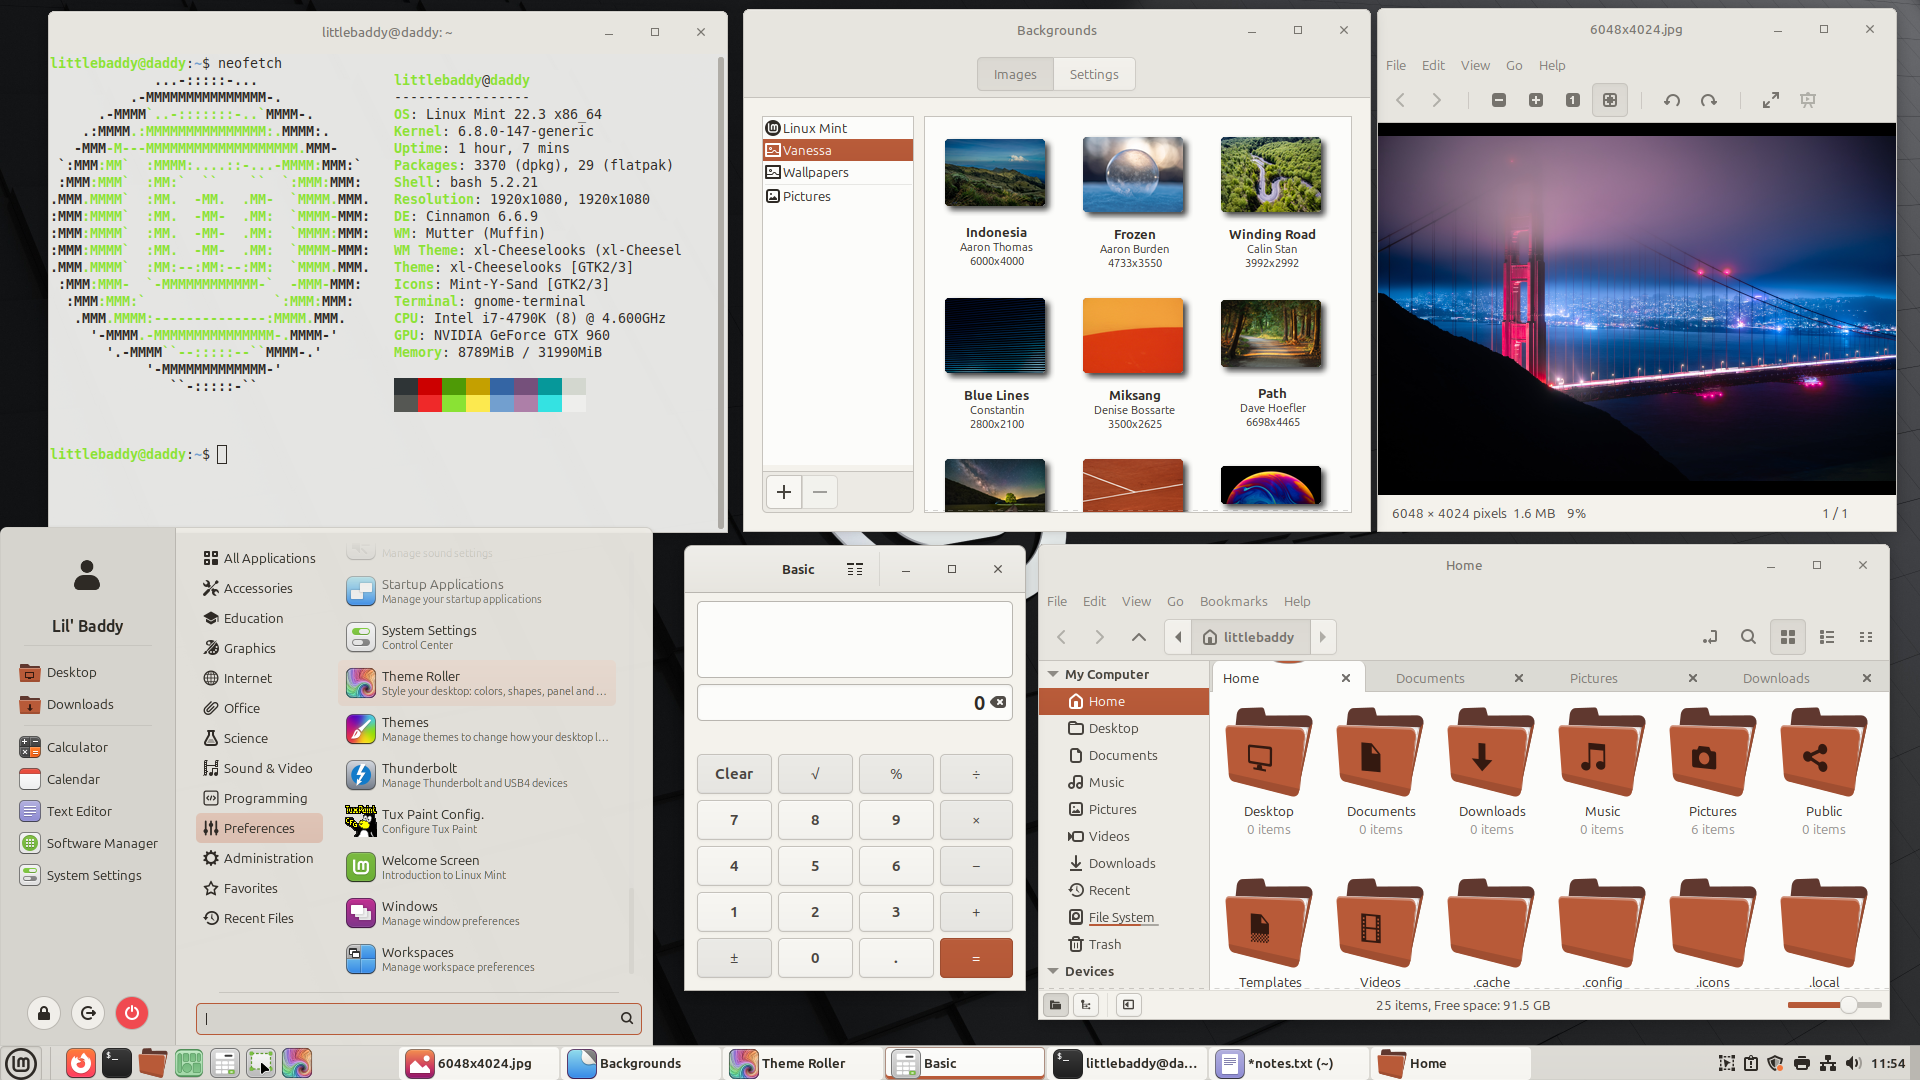 littlebaddy@daddy: ~
littlebaddy@daddy:~$ neofetch
littlebaddy@daddy
-----------------
OS: Linux Mint 22.3 x86_64
Kernel: 6.8.0-147-generic
Uptime: 1 hour, 7 mins
Packages: 3370 (dpkg), 29 (flatpak)
Shell: bash 5.2.21
Resolution: 1920x1080, 1920x1080
DE: Cinnamon 6.6.9
WM: Mutter (Muffin)
WM Theme: xl-Cheeselooks (xl-Cheesel
Theme: xl-Cheeselooks [GTK2/3]
Icons: Mint-Y-Sand [GTK2/3]
Terminal: gnome-terminal
CPU: Intel i7-4790K (8) @ 4.600GHz
GPU: NVIDIA GeForce GTX 960
Memory: 8789MiB / 31990MiB
littlebaddy@daddy:~$
Backgrounds
Images Settings
Linux Mint
Vanessa
Wallpapers
Pictures
Indonesia
Aaron Thomas
6000x4000
Frozen
Aaron Burden
4733x3550
Winding Road
Calin Stan
3992x2992
Blue Lines
Constantin
2800x2100
Miksang
Denise Bossarte
3500x2625
Path
Dave Hoefler
6698x4465
6048x4024.jpg
File Edit View Go Help
6048 × 4024 pixels 1.6 MB 9%
1 / 1
Lil' Baddy
Desktop
Downloads
Calculator
Calendar
Text Editor
Software Manager
System Settings
All Applications
Accessories
Education
Graphics
Internet
Office
Science
Sound & Video
Programming
Preferences
Administration
Favorites
Recent Files
Manage sound settings
Startup Applications
Manage your startup applications
System Settings
Control Center
Theme Roller
Style your desktop: colors, shapes, panel and ...
Themes
Manage themes to change how your desktop l...
Thunderbolt
Manage Thunderbolt and USB4 devices
Tux Paint Config.
Configure Tux Paint
Welcome Screen
Introduction to Linux Mint
Windows
Manage window preferences
Workspaces
Manage workspace preferences
Basic
0
Clear √ % ÷
7 8 9 ×
4 5 6 −
1 2 3 +
± 0 . =
Home
File Edit View Go Bookmarks Help
littlebaddy
My Computer
Home
Desktop
Documents
Music
Pictures
Videos
Downloads
Recent
File System
Trash
Devices
Home Documents Pictures Downloads
Desktop
0 items
Documents
0 items
Downloads
0 items
Music
0 items
Pictures
6 items
Public
0 items
Templates
Videos
.cache
.config
.icons
.local
25 items, Free space: 91.5 GB
6048x4024.jpg
Backgrounds
Theme Roller
Basic
littlebaddy@da...
*notes.txt (~)
Home
11:54